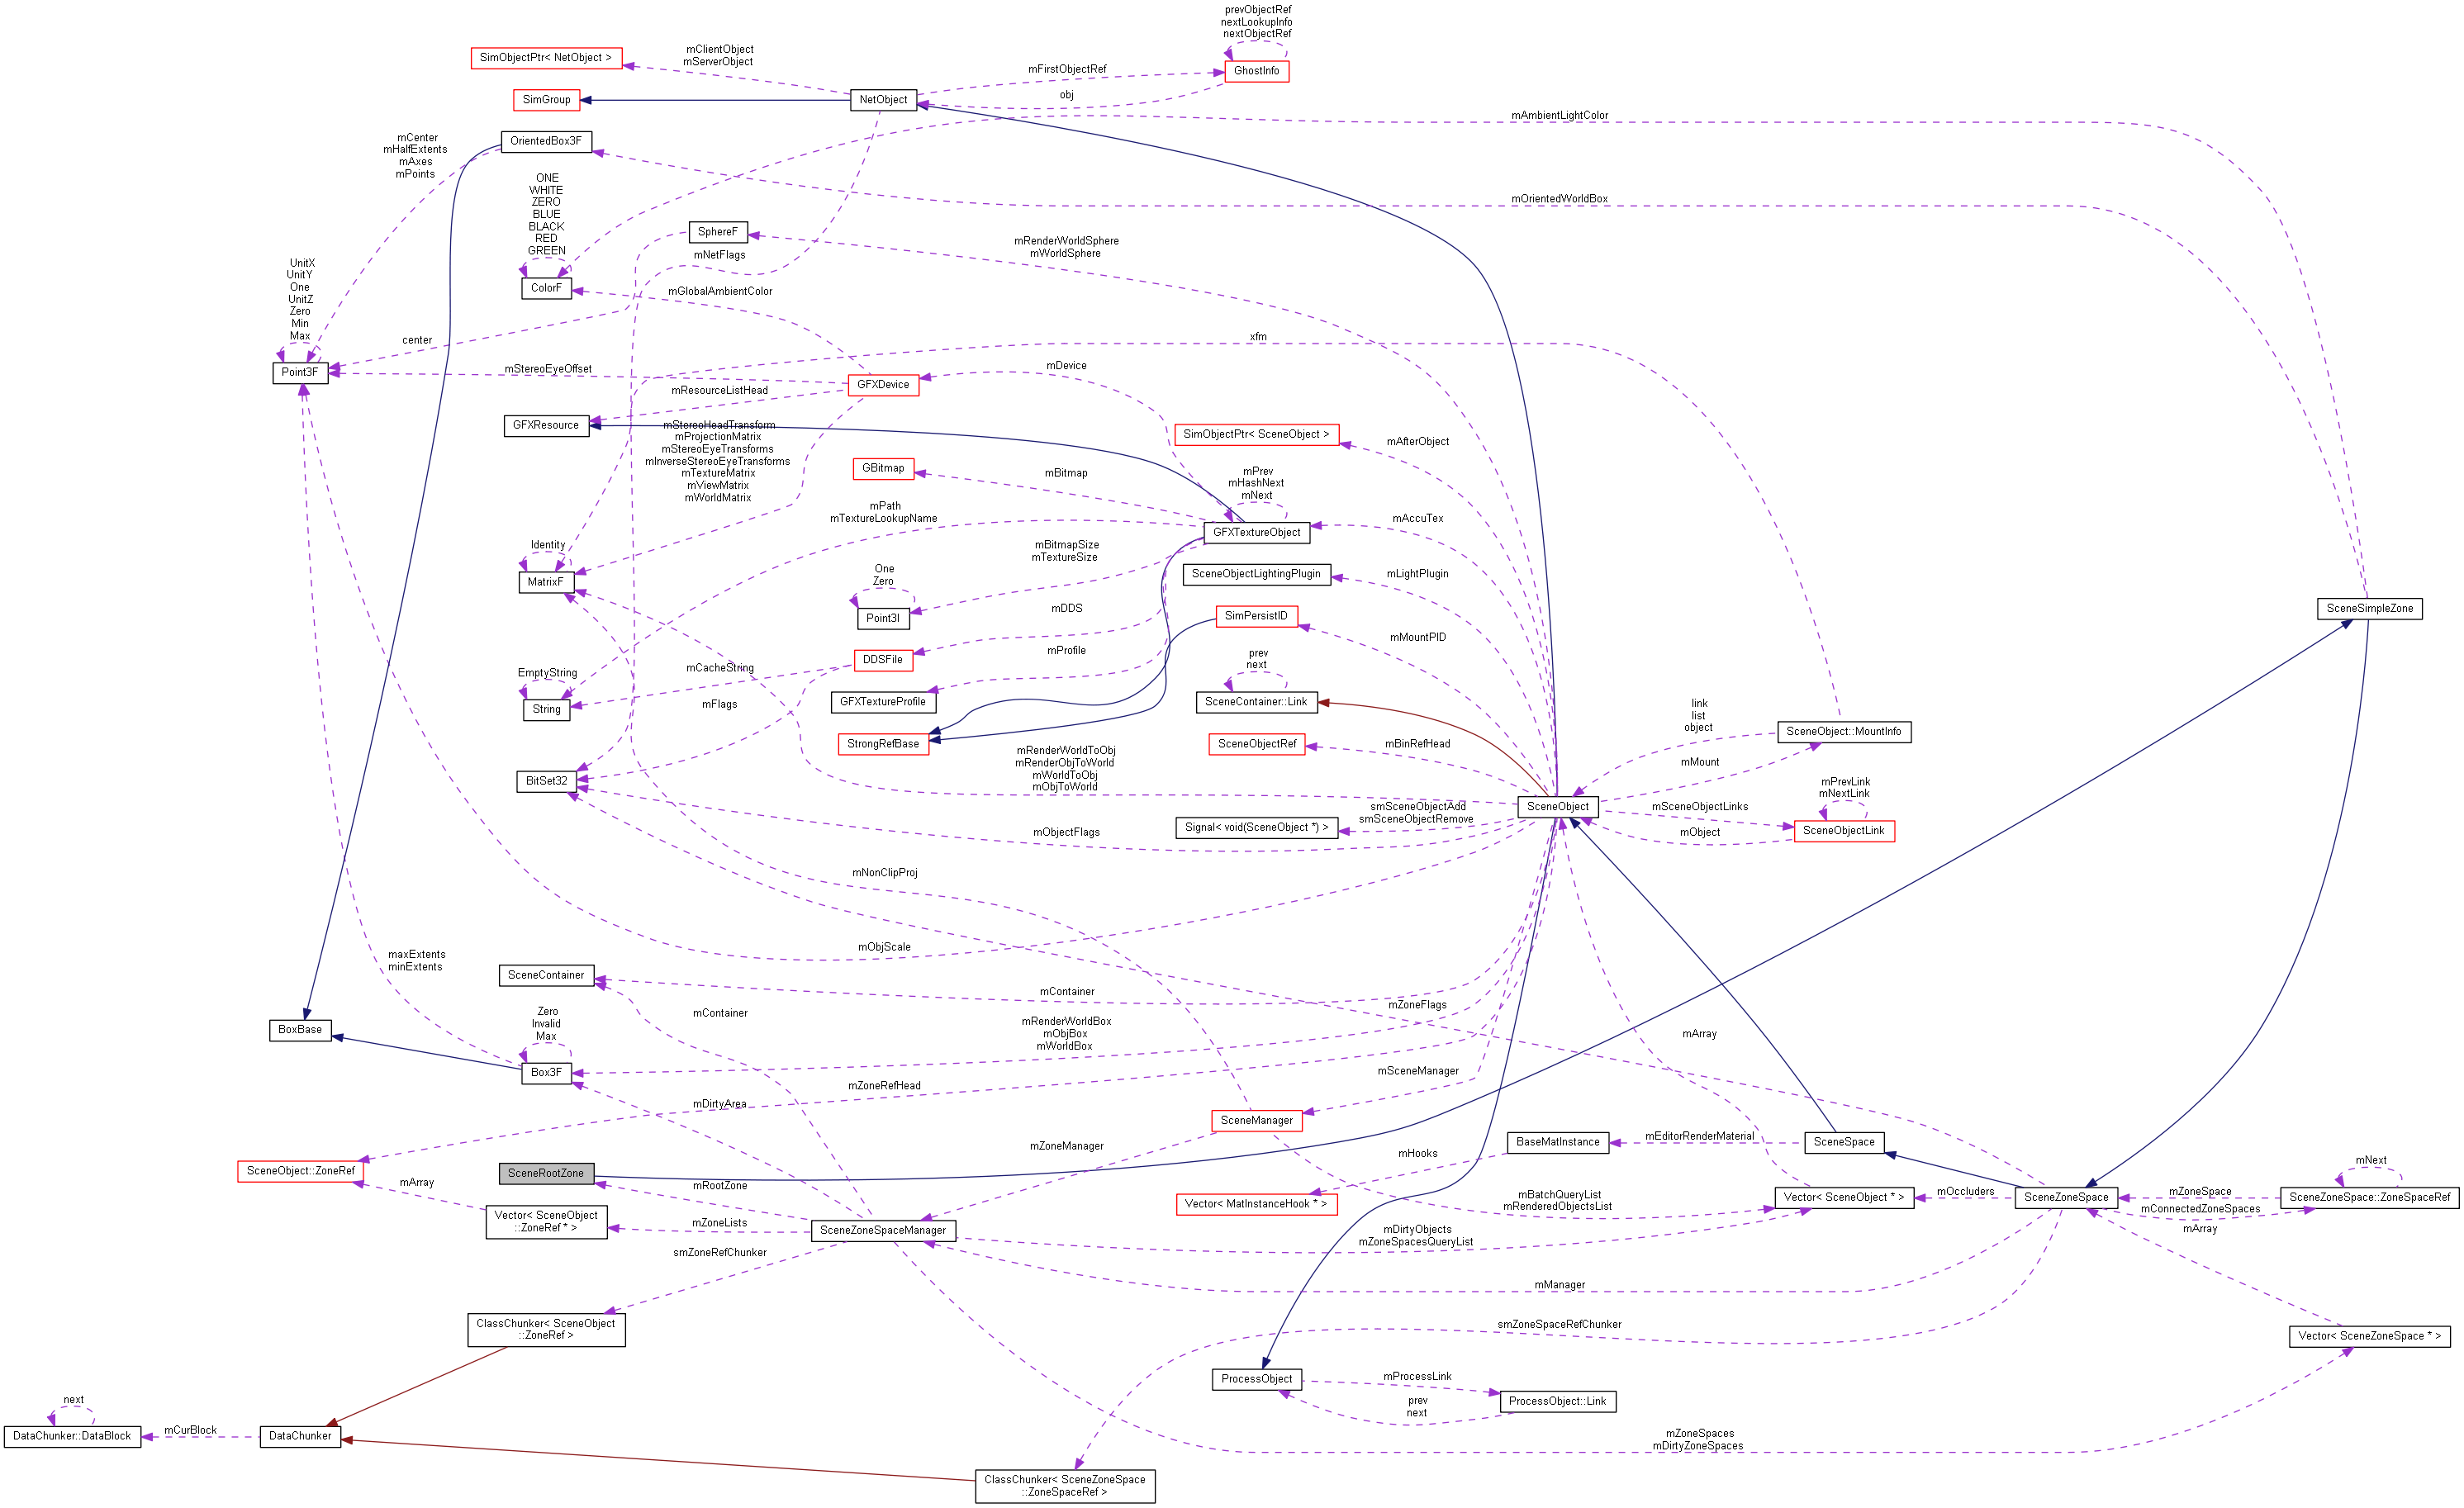 prevObjectRef
nextLookupInfo
nextObjectRef
mClientObject
mServerObject
SimObjectPtr< NetObject >
mFirstObjectRef
GhostInfo
SimGroup
NetObject
obj
mAmbientLightColor
mCenter
mHalfExtents
mAxes
mPoints
OrientedBox3F
ONE
WHITE
ZERO
BLUE
BLACK
RED
GREEN
mOrientedWorldBox
SphereF
mNetFlags
mRenderWorldSphere
mWorldSphere
UnitX
UnitY
One
UnitZ
Zero
Min
Max
ColorF
mGlobalAmbientColor
center
xfm
Point3F
mStereoEyeOffset
GFXDevice
mDevice
mResourceListHead
GFXResource
mStereoHeadTransform
mProjectionMatrix
mStereoEyeTransforms
mInverseStereoEyeTransforms
mTextureMatrix
mViewMatrix
mWorldMatrix
SimObjectPtr< SceneObject >
mAfterObject
GBitmap
mBitmap
mPrev
mHashNext
mNext
mPath
mTextureLookupName
GFXTextureObject
mAccuTex
Identity
MatrixF
mBitmapSize
mTextureSize
One
Zero
Point3I
SceneObjectLightingPlugin
mLightPlugin
mDDS
SimPersistID
SceneSimpleZone
mMountPID
mProfile
DDSFile
mCacheString
EmptyString
String
mFlags
GFXTextureProfile
prev
next
SceneContainer::Link
link
list
object
SceneObject::MountInfo
StrongRefBase
SceneObjectRef
mBinRefHead
mMount
BitSet32
mRenderWorldToObj
mRenderObjToWorld
mWorldToObj
mObjToWorld
mPrevLink
mNextLink
SceneObject
smSceneObjectAdd
smSceneObjectRemove
Signal< void(SceneObject *) >
mSceneObjectLinks
mObject
SceneObjectLink
mObjectFlags
mNonClipProj
mObjScale
maxExtents
minExtents
SceneContainer
mContainer
mContainer
mZoneFlags
mArray
BoxBase
Zero
Invalid
Max
Box3F
mRenderWorldBox
mObjBox
mWorldBox
mZoneRefHead
mDirtyArea
mSceneManager
SceneManager
mZoneManager
mHooks
BaseMatInstance
mEditorRenderMaterial
SceneSpace
SceneObject::ZoneRef
SceneRootZone
mArray
mRootZone
mNext
Vector< MatInstanceHook * >
mBatchQueryList
mRenderedObjectsList
Vector< SceneObject * >
mOccluders
SceneZoneSpace
mZoneSpace
mConnectedZoneSpaces
SceneZoneSpace::ZoneSpaceRef
Vector< SceneObject
::ZoneRef * >
mZoneLists
SceneZoneSpaceManager
mDirtyObjects
mZoneSpacesQueryList
mArray
smZoneRefChunker
mManager
ClassChunker< SceneObject
::ZoneRef >
smZoneSpaceRefChunker
Vector< SceneZoneSpace * >
ProcessObject
mProcessLink
prev
next
ProcessObject::Link
next
DataChunker::DataBlock
mCurBlock
DataChunker
mZoneSpaces
mDirtyZoneSpaces
ClassChunker< SceneZoneSpace
::ZoneSpaceRef >